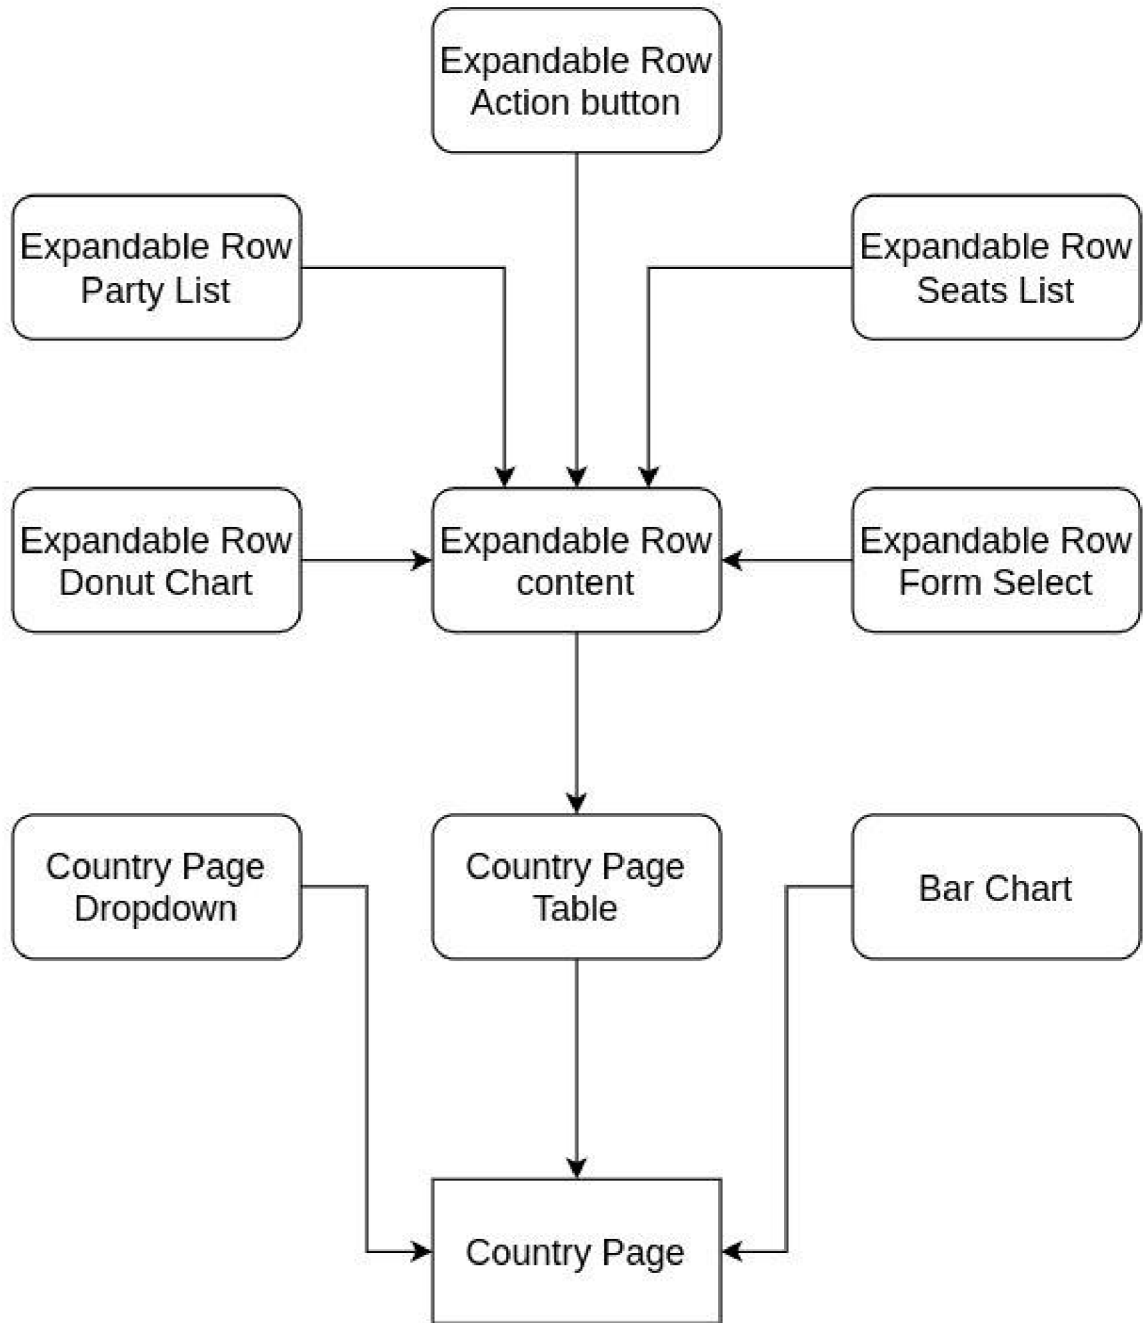 Expandable Row
Action button
Expandable Row
Party List
Expandable Row
Seats List
Expandable Row
Donut Chart
Expandable Row
content
Expandable Row
Form Select
Country Page
Dropdown
Country Page
Table
Bar Chart
Country Page